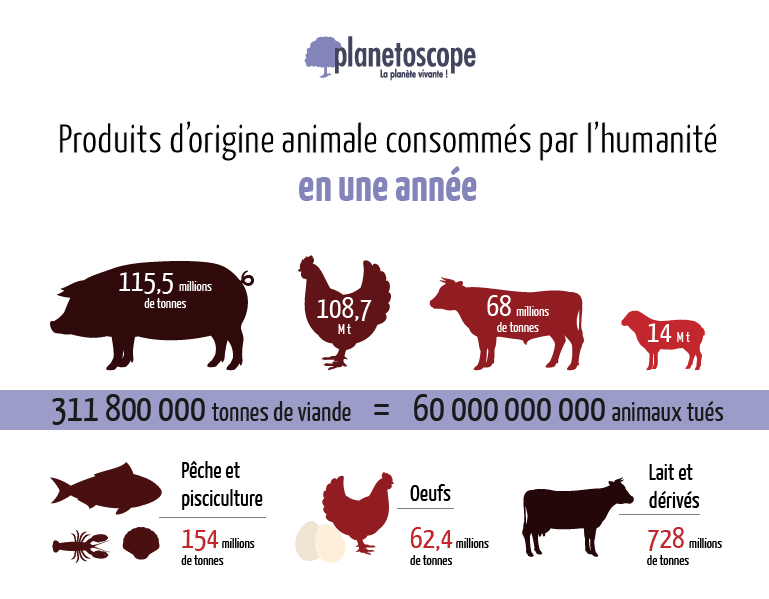 planetoscope
La planète vivante !
Produits d'origine animale consommés par l'humanité
en une année
115,5 millions
de tonnes
108,7
Mt
68 millions
de tonnes
14 Mt
311 800 000 tonnes de viande = 60 000 000 000 animaux tués
Pêche et
pisciculture
154 millions
de tonnes
Oeufs
62,4 millions
de tonnes
Lait et
dérivés
728 millions
de tonnes